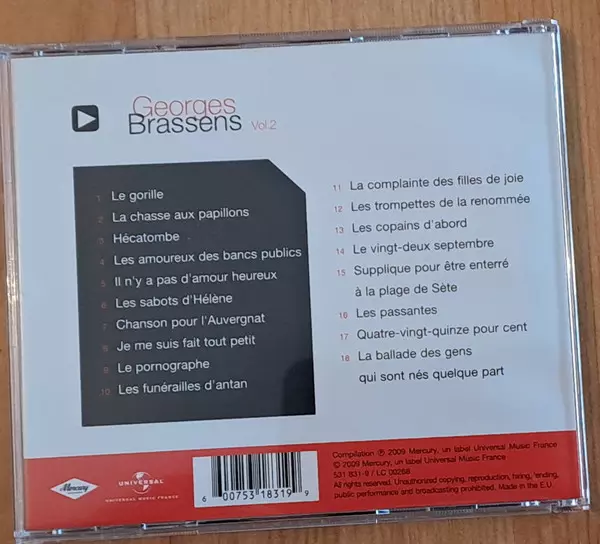 Georges
Brassens Vol.2
1 Le gorille
2 La chasse aux papillons
3 Hécatombe
4 Les amoureux des bancs publics
5 Il n'y a pas d'amour heureux
6 Les sabots d'Hélène
7 Chanson pour l'Auvergnat
8 Je me suis fait tout petit
9 Le pornographe
10 Les funérailles d'antan
11 La complainte des filles de joie
12 Les trompettes de la renommée
13 Les copains d'abord
14 Le vingt-deux septembre
15 Supplique pour être enterré
à la plage de Sète
16 Les passantes
17 Quatre-vingt-quinze pour cent
18 La ballade des gens
qui sont nés quelque part
Mercury
UNIVERSAL
UNIVERSAL MUSIC FRANCE
6 00753 18319 9
Compilation ℗ 2009 Mercury, un label Universal Music France
© 2009 Mercury, un label Universal Music France
531 831-9 / LC 00268
All rights reserved. Unauthorized copying, reproduction, hiring, lending,
public performance and broadcasting prohibited. Made in the E.U.